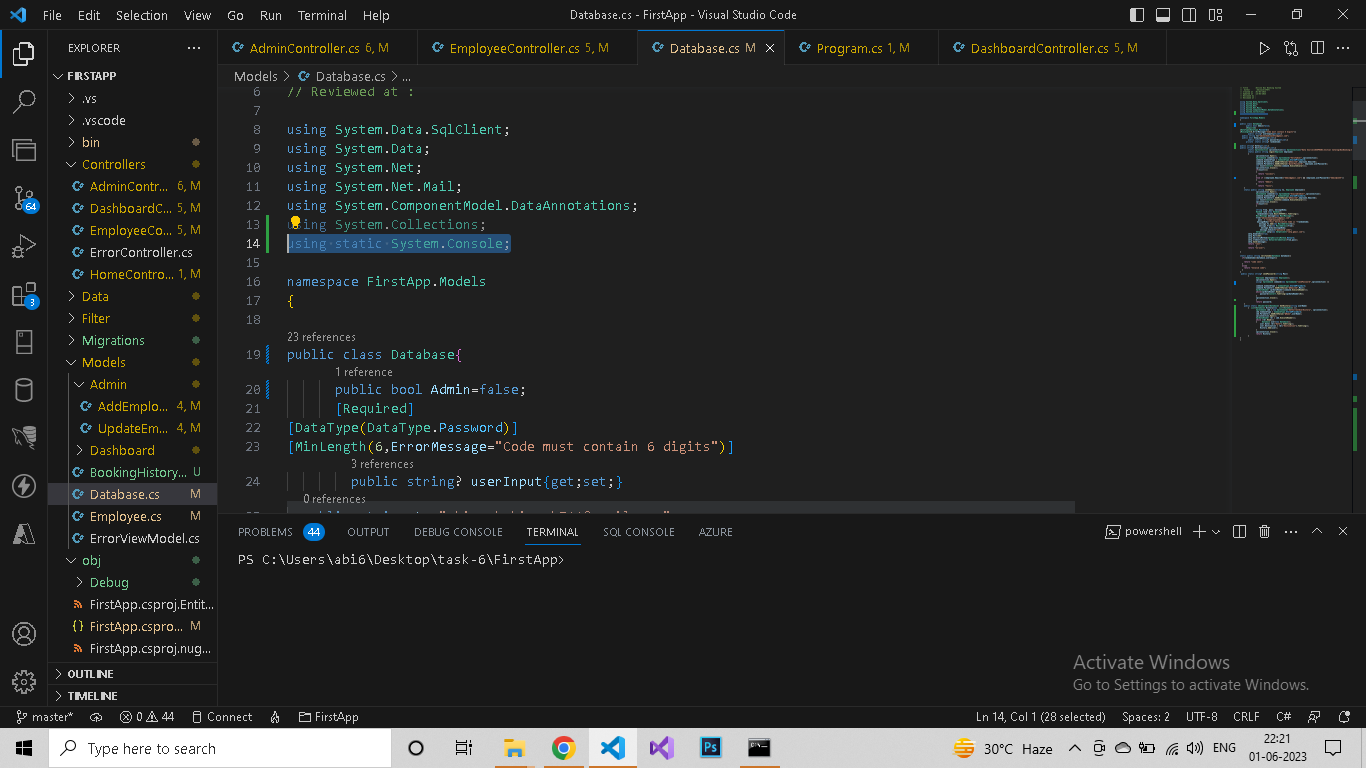 File Edit Selection View Go Run Terminal Help Database.cs - FirstApp - Visual Studio Code
EXPLORER
FIRSTAPP
.vs
.vscode
bin
Controllers
AdminContr... 6, M
DashboardC... 5, M
EmployeeCo... 5, M
ErrorController.cs
HomeContro... 1, M
Data
Filter
Migrations
Models
Admin
AddEmplo... 4, M
UpdateEm... 4, M
Dashboard
BookingHistory... U
Database.cs M
Employee.cs M
ErrorViewModel.cs
obj
Debug
FirstApp.csproj.Entit...
FirstApp.cspro... M
FirstApp.csproj.nug...
OUTLINE
TIMELINE
64
3
AdminController.cs 6, M EmployeeController.cs 5, M Database.cs M Program.cs 1, M DashboardController.cs 5, M
Models > Database.cs > ...
6 // Reviewed at :
7
8 using System.Data.SqlClient;
9 using System.Data;
10 using System.Net;
11 using System.Net.Mail;
12 using System.ComponentModel.DataAnnotations;
13 using System.Collections;
14 using static System.Console;
15
16 namespace FirstApp.Models
17 {
18
23 references
19 public class Database{
1 reference
20 public bool Admin=false;
21 [Required]
22 [DataType(DataType.Password)]
23 [MinLength(6,ErrorMessage="Code must contain 6 digits")]
3 references
24 public string? userInput{get;set;}
0 references
PROBLEMS 44 OUTPUT DEBUG CONSOLE TERMINAL SQL CONSOLE AZURE powershell
PS C:\Users\abi6\Desktop\task-6\FirstApp>
Activate Windows
Go to Settings to activate Windows.
master* 0 44 Connect FirstApp Ln 14, Col 1 (28 selected) Spaces: 2 UTF-8 CRLF C#
Type here to search Ps 30°C Haze ENG 22:21
01-06-2023